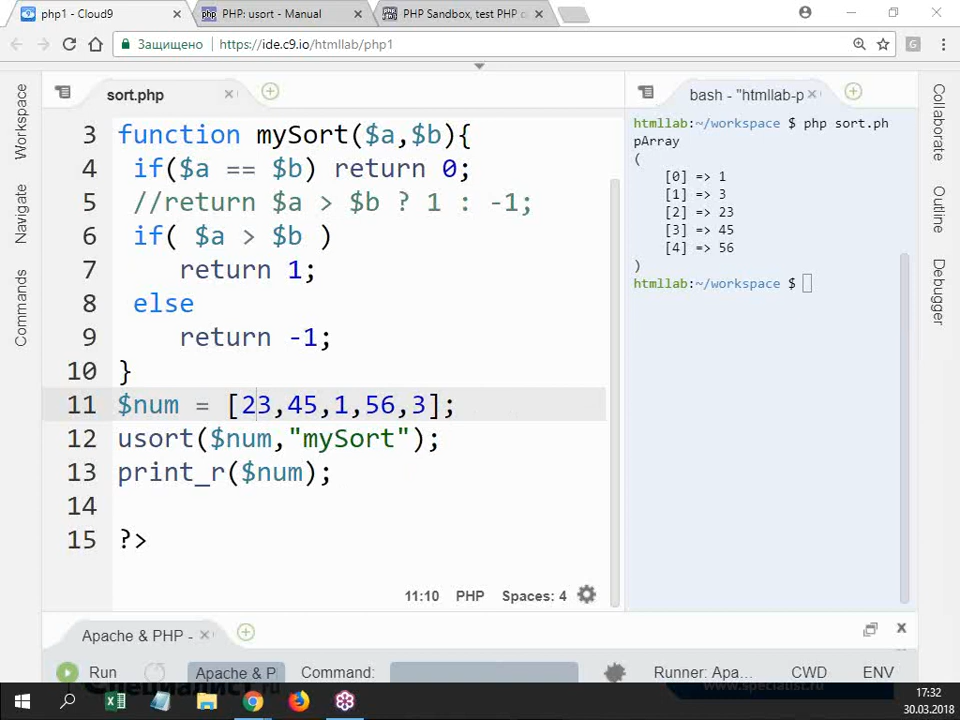 php1 - Cloud9
PHP: usort - Manual
PHP Sandbox, test PHP
Защищено
https://ide.c9.io/htmllab/php1
Workspace
Navigate
Commands
sort.php
3 function mySort($a,$b){
4 if($a == $b) return 0;
5 //return $a > $b ? 1 : -1;
6 if( $a > $b )
7 return 1;
8 else
9 return -1;
10 }
11 $num = [23,45,1,56,3];
12 usort($num,"mySort");
13 print_r($num);
14
15 ?>
11:10 PHP Spaces: 4
bash - "htmllab-p
htmllab:~/workspace $ php sort.ph
pArray
(
[0] => 1
[1] => 3
[2] => 23
[3] => 45
[4] => 56
)
htmllab:~/workspace $
Collaborate
Outline
Debugger
Apache & PHP -
Run
Apache & P
Command:
Runner: Apa...
CWD
ENV
Специалист.ru
www.specialist.ru
17:32
30.03.2018